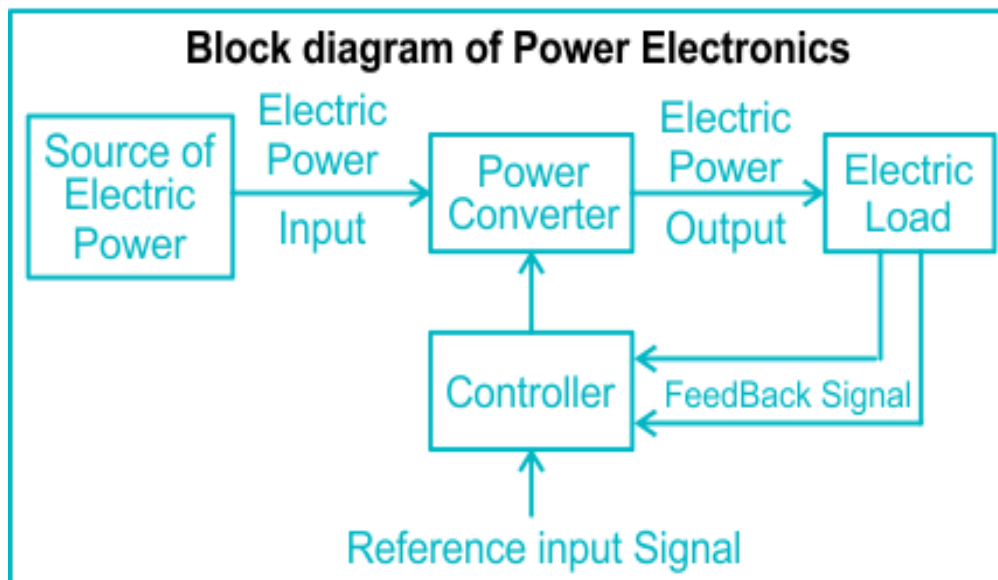 Block diagram of Power Electronics
Source of
Electric
Power
Electric
Power
Input
Power
Converter
Electric
Power
Output
Electric
Load
Controller
FeedBack Signal
Reference input Signal